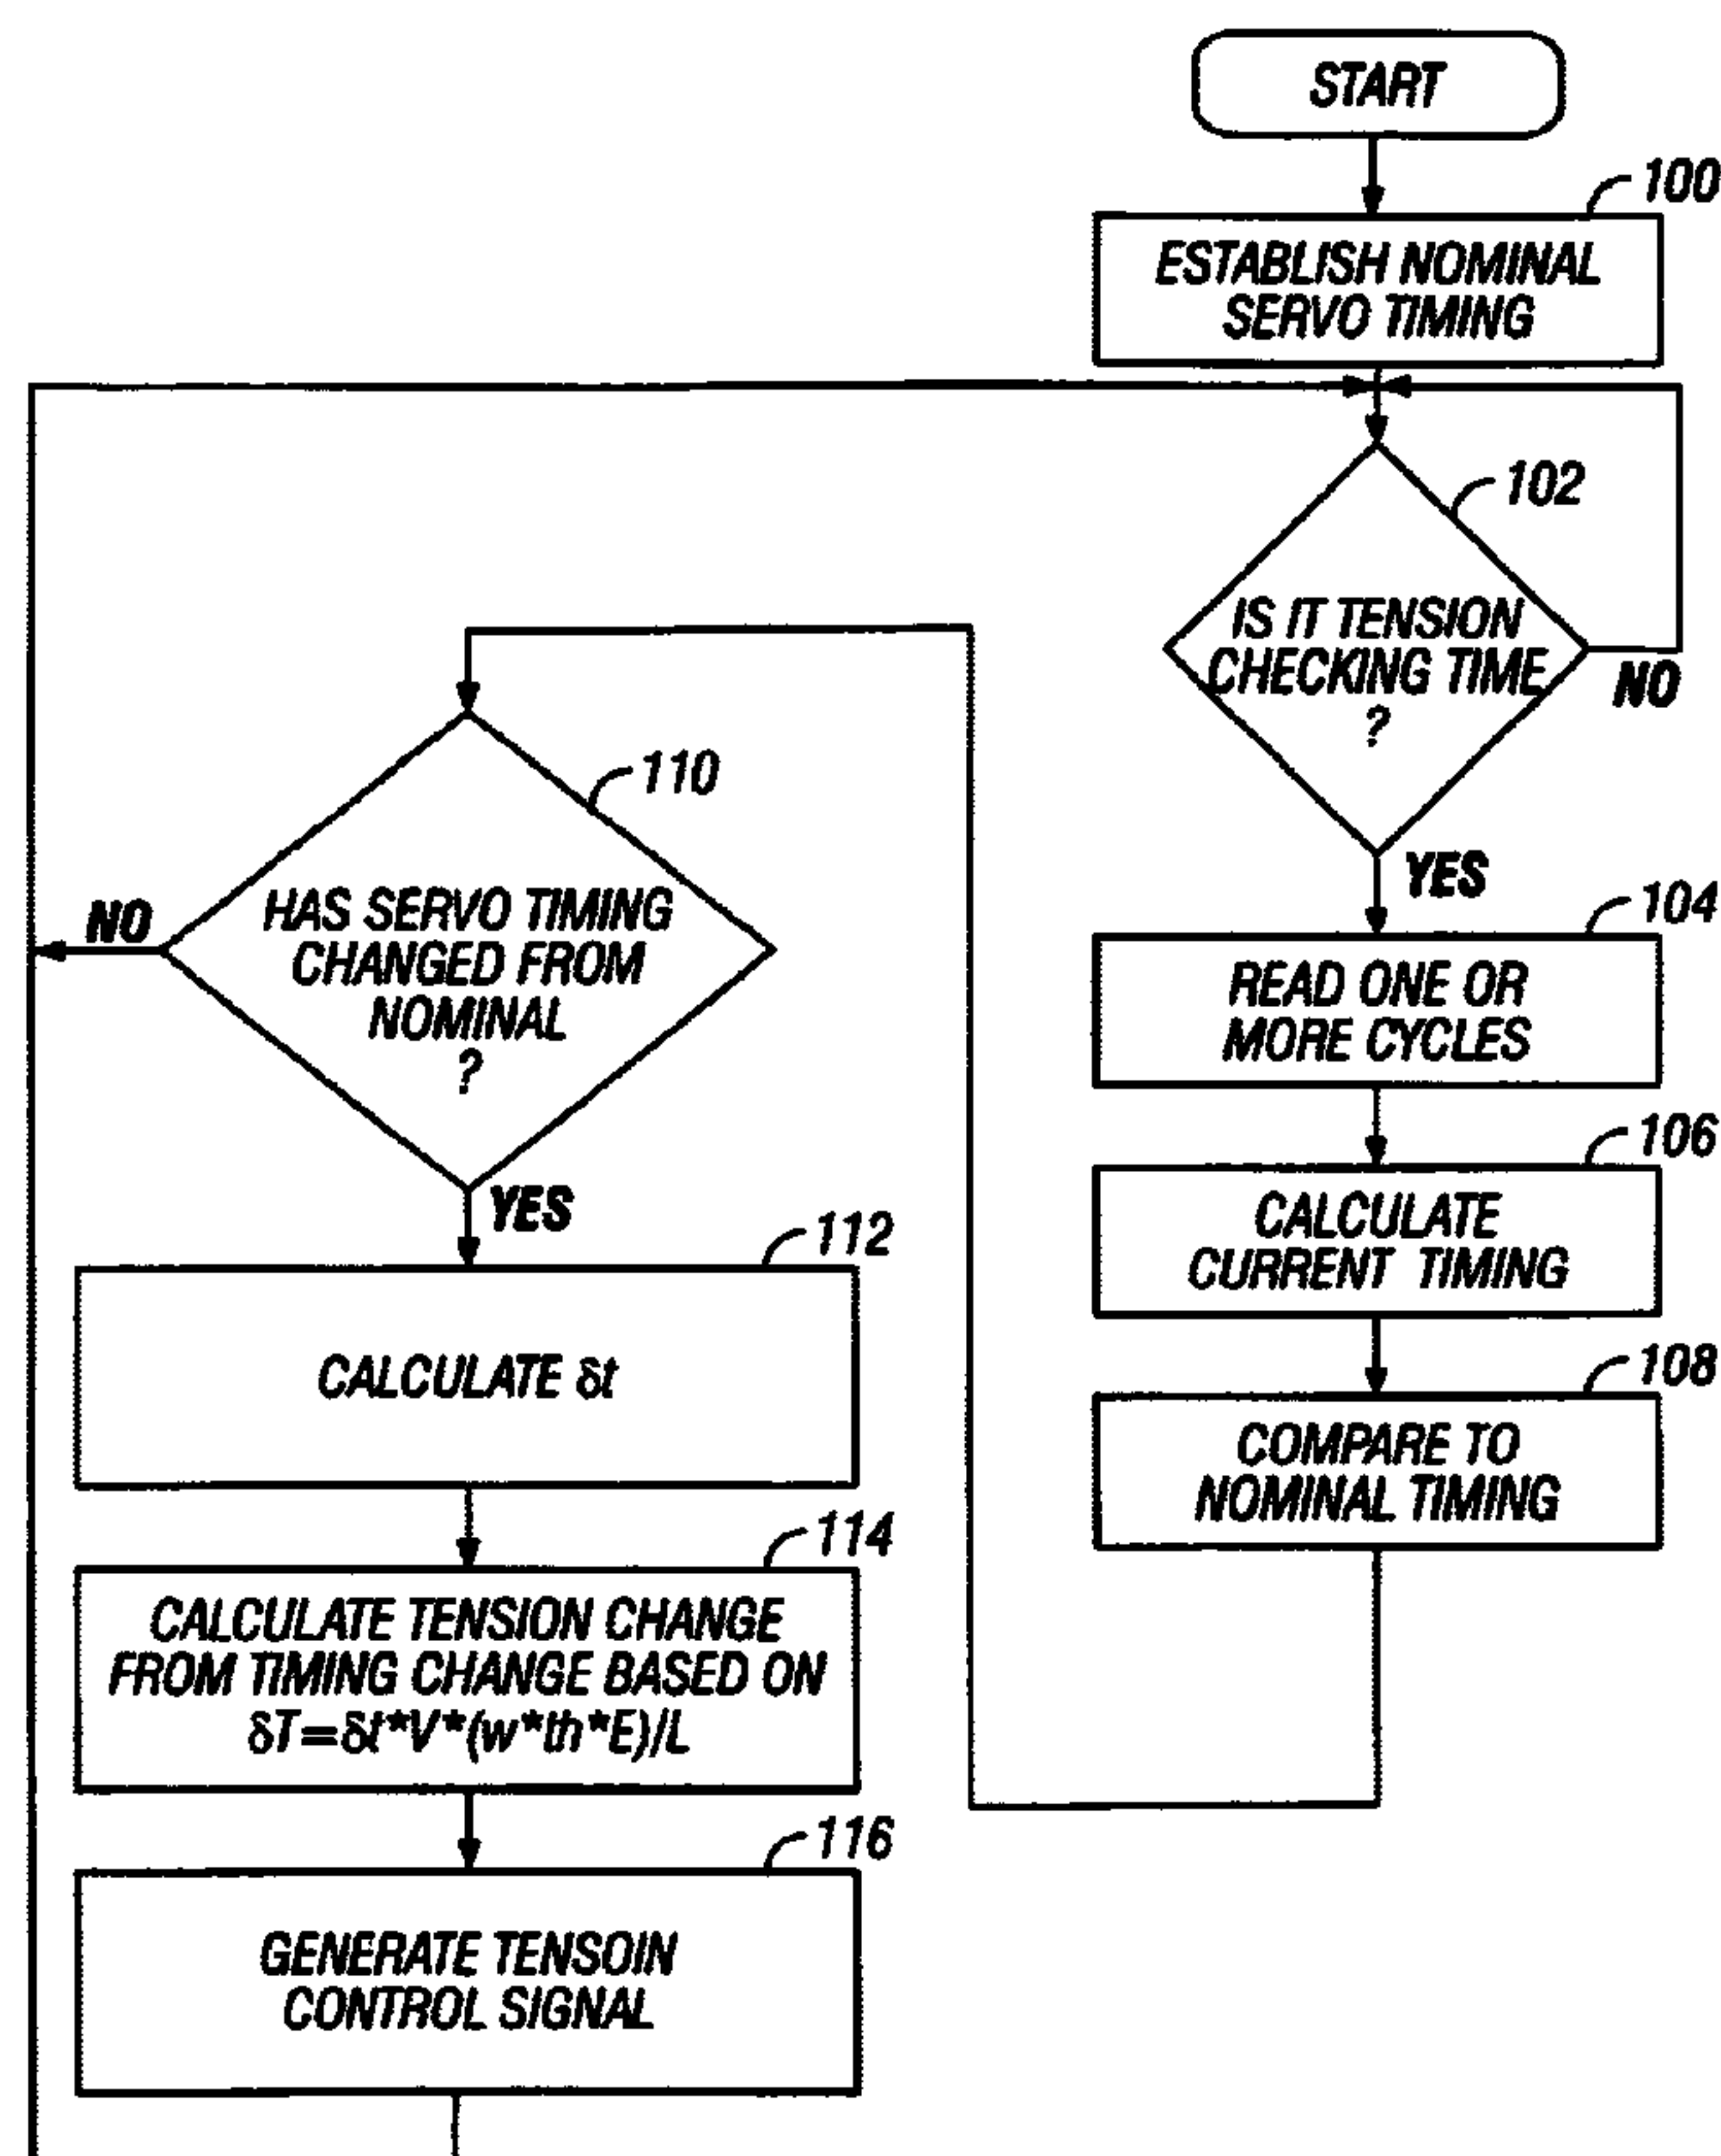 START
100
ESTABLISH NOMINAL
SERVO TIMING
102
IS IT TENSION
CHECKING TIME
?
NO
YES
104
READ ONE OR
MORE CYCLES
106
CALCULATE
CURRENT TIMING
108
COMPARE TO
NOMINAL TIMING
110
HAS SERVO TIMING
CHANGED FROM
NOMINAL
?
NO
YES
112
CALCULATE δt
114
CALCULATE TENSION CHANGE
FROM TIMING CHANGE BASED ON
δT=δt*V*(w*th*E)/L
116
GENERATE TENSOIN
CONTROL SIGNAL